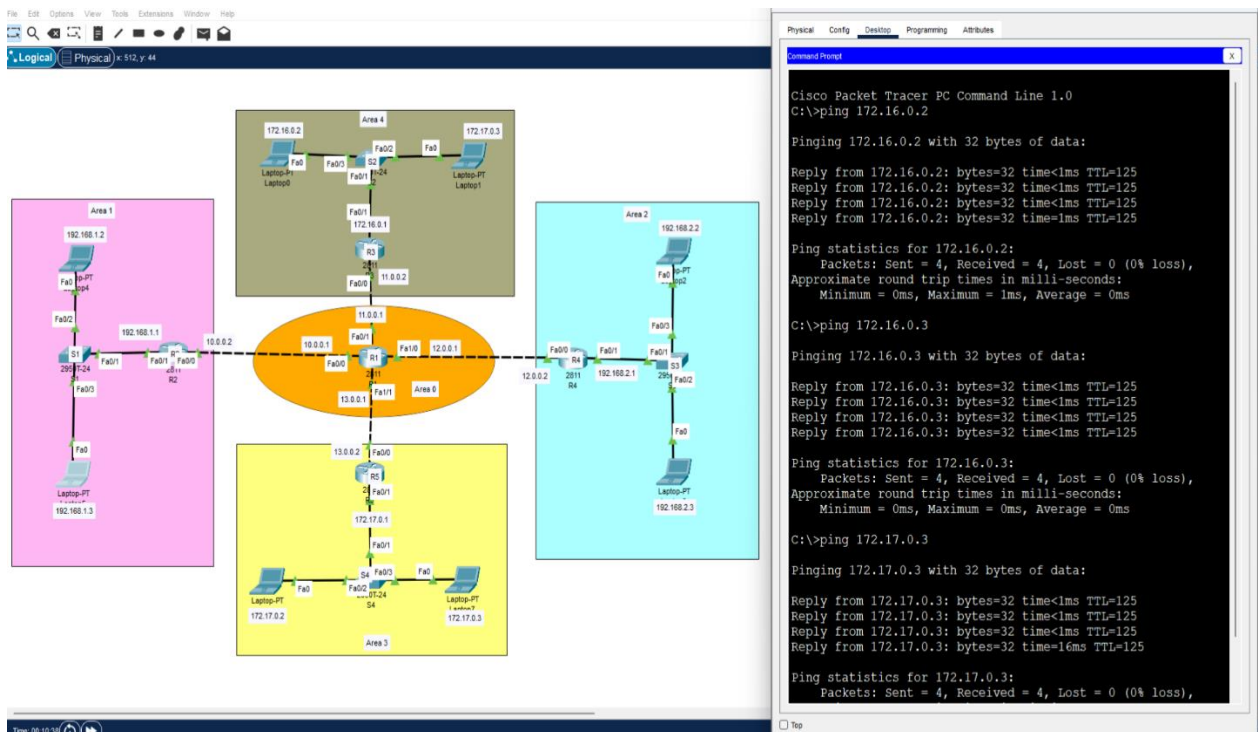 File Edit Options View Tools Extensions Window Help
Logical Physical x: 512, y: 44
Area 4
172.16.0.2
172.17.0.3
Fa0/2
Fa0
Fa0
Fa0/3
S2
Laptop-PT
Laptop0
Fa0/1
Laptop-PT
Laptop1
Fa0/1
172.16.0.1
R3
11.0.0.2
Fa0/0
Area 1
192.168.1.2
Fa0
Fa0/2
192.168.1.1
10.0.0.2
S1
Fa0/1
Fa0/1
Fa0/0
2950T-24
R2
Fa0/3
Fa0
Laptop-PT
192.168.1.3
11.0.0.1
Fa0/1
10.0.0.1
Fa1/0
12.0.0.1
Fa0/0
R1
2811
Fa1/1
Area 0
13.0.0.1
Area 2
192.168.2.2
Fa0
Fa0/3
Fa0/0
Fa0/1
Fa0/1
R4
S3
12.0.0.2
2811
R4
192.168.2.1
Fa0/2
Fa0
Laptop-PT
192.168.2.3
13.0.0.2
Fa0/0
R5
Fa0/1
172.17.0.1
Fa0/1
S4
Fa0/3
Fa0
Fa0
Fa0/2
Laptop-PT
S4
Laptop-PT
Laptop7
172.17.0.2
172.17.0.3
Area 3
Time: 00:10:38
Physical Config Desktop Programming Attributes
Command Prompt X
Cisco Packet Tracer PC Command Line 1.0
C:\>ping 172.16.0.2
Pinging 172.16.0.2 with 32 bytes of data:
Reply from 172.16.0.2: bytes=32 time<1ms TTL=125
Reply from 172.16.0.2: bytes=32 time<1ms TTL=125
Reply from 172.16.0.2: bytes=32 time<1ms TTL=125
Reply from 172.16.0.2: bytes=32 time=1ms TTL=125
Ping statistics for 172.16.0.2:
Packets: Sent = 4, Received = 4, Lost = 0 (0% loss),
Approximate round trip times in milli-seconds:
Minimum = 0ms, Maximum = 1ms, Average = 0ms
C:\>ping 172.16.0.3
Pinging 172.16.0.3 with 32 bytes of data:
Reply from 172.16.0.3: bytes=32 time<1ms TTL=125
Reply from 172.16.0.3: bytes=32 time<1ms TTL=125
Reply from 172.16.0.3: bytes=32 time<1ms TTL=125
Reply from 172.16.0.3: bytes=32 time<1ms TTL=125
Ping statistics for 172.16.0.3:
Packets: Sent = 4, Received = 4, Lost = 0 (0% loss),
Approximate round trip times in milli-seconds:
Minimum = 0ms, Maximum = 0ms, Average = 0ms
C:\>ping 172.17.0.3
Pinging 172.17.0.3 with 32 bytes of data:
Reply from 172.17.0.3: bytes=32 time<1ms TTL=125
Reply from 172.17.0.3: bytes=32 time<1ms TTL=125
Reply from 172.17.0.3: bytes=32 time<1ms TTL=125
Reply from 172.17.0.3: bytes=32 time=16ms TTL=125
Ping statistics for 172.17.0.3:
Packets: Sent = 4, Received = 4, Lost = 0 (0% loss),
Top